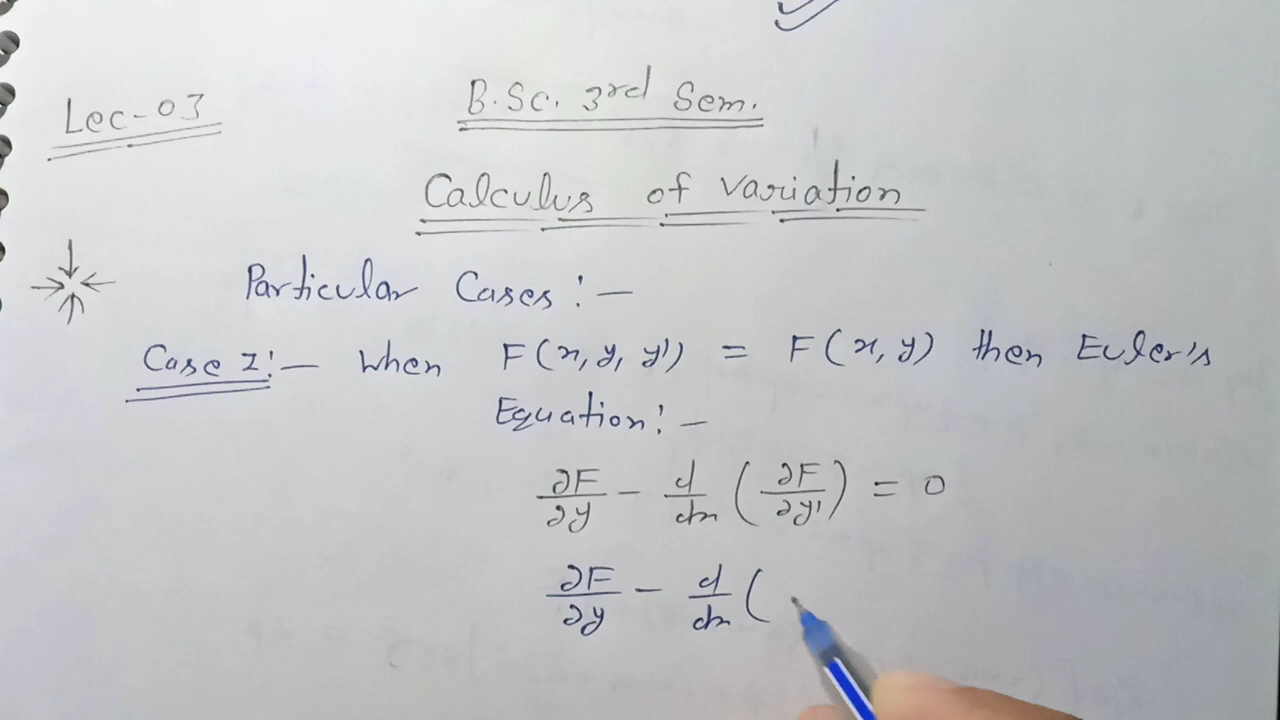 Lec-03
B.Sc. 3rd Sem.
Calculus of Variation
Particular Cases :-
Case I :- When F(x, y, y') = F(x, y) then Euler's
Equation :-
∂F/∂y - d/dx (∂F/∂y') = 0
∂F/∂y - d/dx (